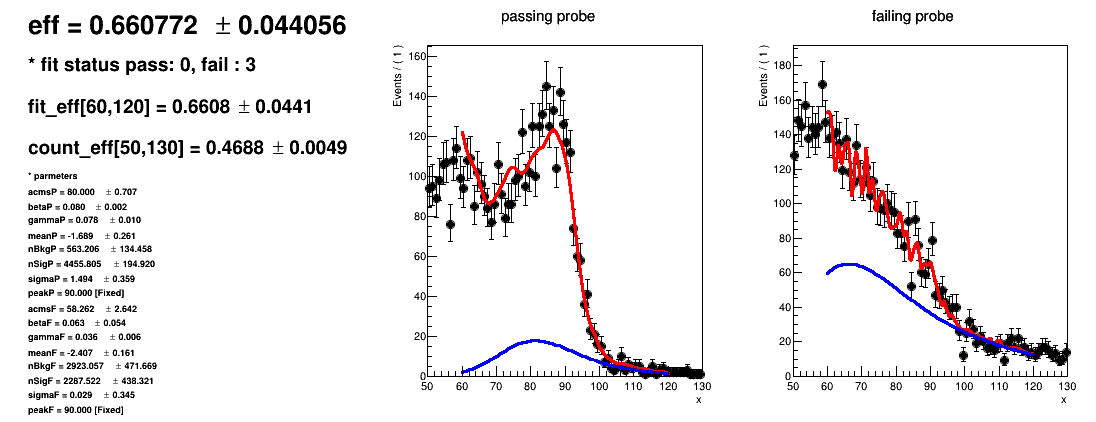 eff = 0.660772 ± 0.044056
* fit status pass: 0, fail : 3
fit_eff[60,120] = 0.6608 ± 0.0441
count_eff[50,130] = 0.4688 ± 0.0049
* parmeters
acmsP = 80.000 ± 0.707
betaP = 0.080 ± 0.002
gammaP = 0.078 ± 0.010
meanP = -1.689 ± 0.261
nBkgP = 563.206 ± 134.458
nSigP = 4455.805 ± 194.920
sigmaP = 1.494 ± 0.359
peakP = 90.000 [Fixed]
acmsF = 58.262 ± 2.642
betaF = 0.063 ± 0.054
gammaF = 0.036 ± 0.006
meanF = -2.407 ± 0.161
nBkgF = 2923.057 ± 471.669
nSigF = 2287.522 ± 438.321
sigmaF = 0.029 ± 0.345
peakF = 90.000 [Fixed]
passing probe
Events / ( 1 )
160
140
120
100
80
60
40
20
0
50 60 70 80 90 100 110 120 130
x
failing probe
Events / ( 1 )
180
160
140
120
100
80
60
40
20
0
50 60 70 80 90 100 110 120 130
x